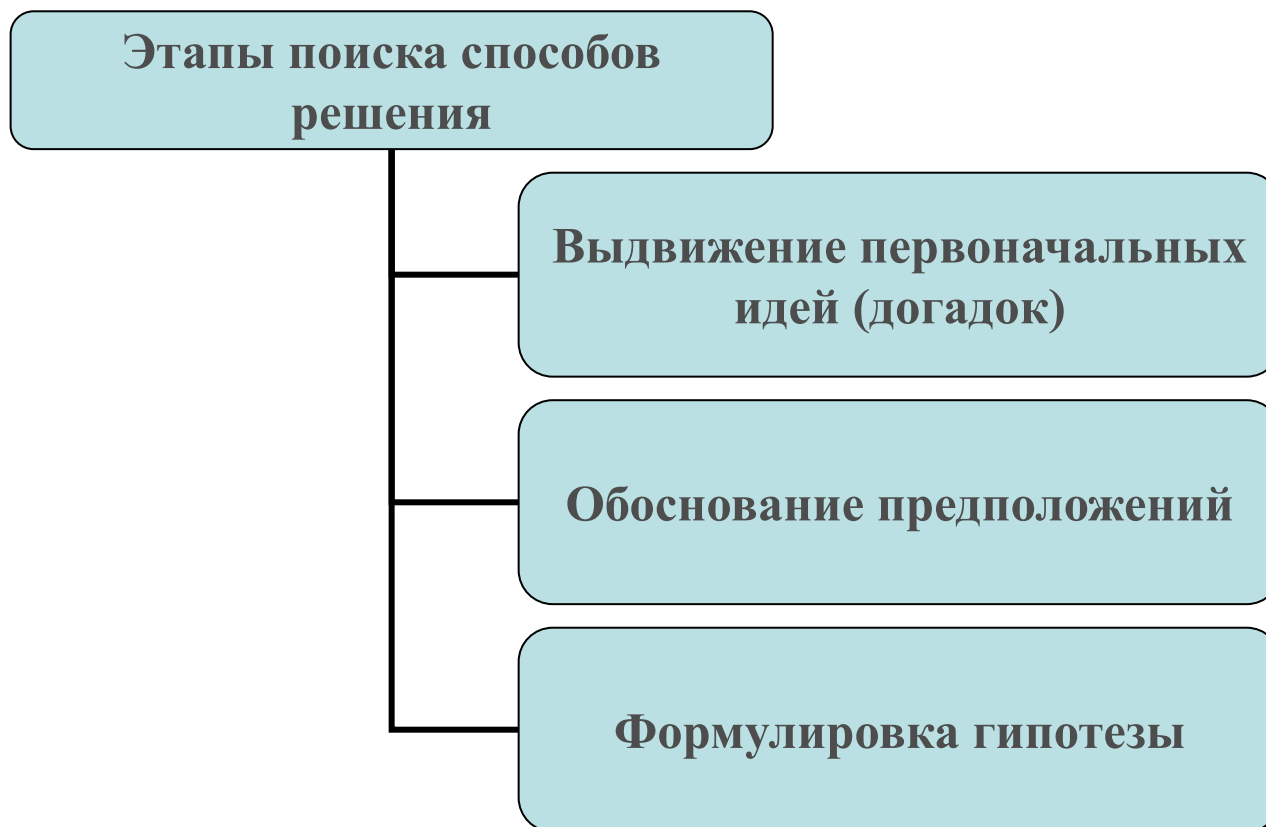 Этапы поиска способов
решения
Выдвижение первоначальных
идей (догадок)
Обоснование предположений
Формулировка гипотезы